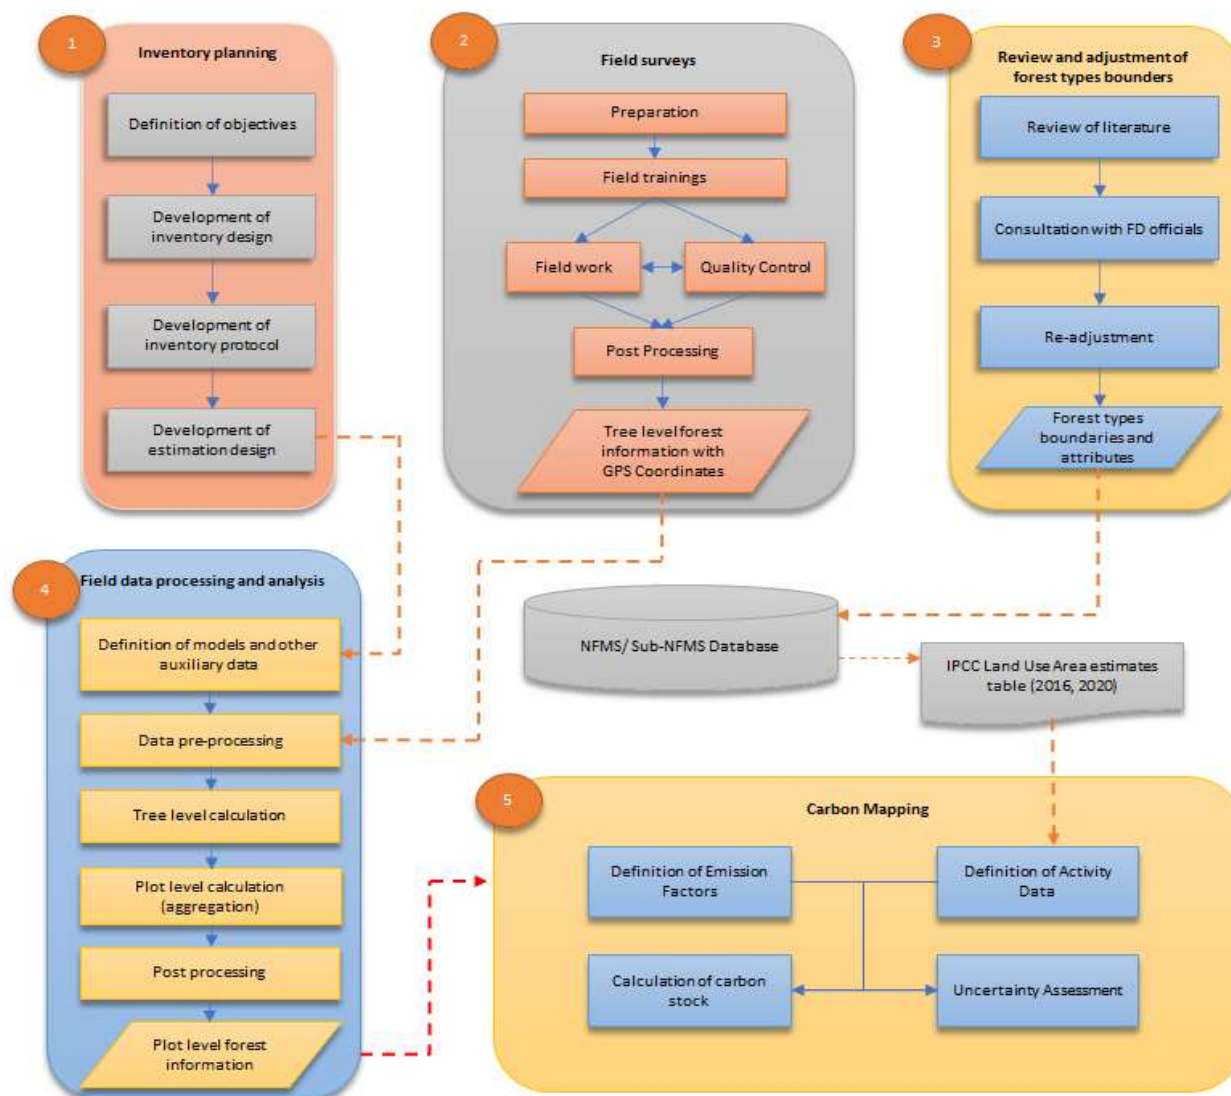 1
Inventory planning
Definition of objectives
Development of
inventory design
Development of
inventory protocol
Development of
estimation design
2
Field surveys
Preparation
Field trainings
Field work
Quality Control
Post Processing
Tree level forest
information with
GPS Coordinates
3
Review and adjustment of
forest types bounders
Review of literature
Consultation with FD officials
Re-adjustment
Forest types
boundaries and
attributes
4
Field data processing and analysis
Definition of models and other
auxiliary data
Data pre-processing
Tree level calculation
Plot level calculation
(aggregation)
Post processing
Plot level forest
information
NFMS/ Sub-NFMS Database
IPCC Land Use Area estimates
table (2016, 2020)
5
Carbon Mapping
Definition of Emission
Factors
Definition of Activity
Data
Calculation of carbon
stock
Uncertainty Assessment